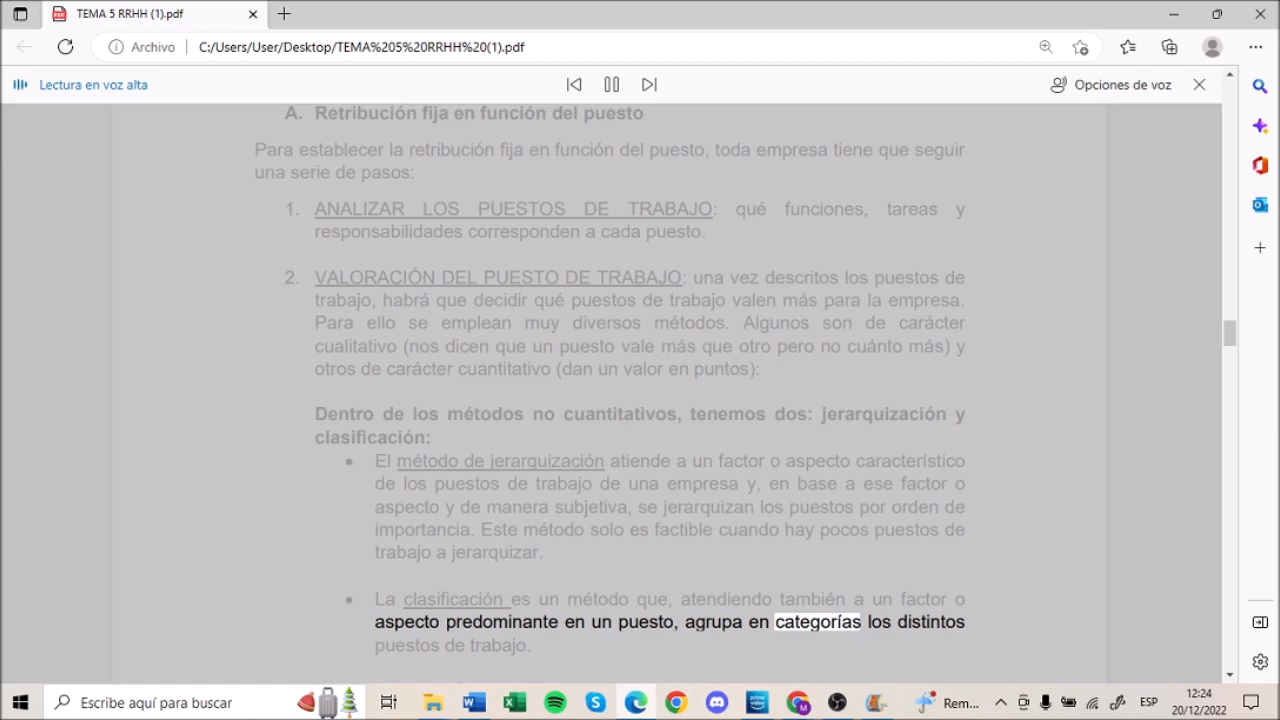 TEMA 5 RRHH (1).pdf
Archivo C:/Users/User/Desktop/TEMA%205%20RRHH%20(1).pdf
Lectura en voz alta
Opciones de voz
A. Retribución fija en función del puesto
Para establecer la retribución fija en función del puesto, toda empresa tiene que seguir
una serie de pasos:
1. ANALIZAR LOS PUESTOS DE TRABAJO: qué funciones, tareas y
responsabilidades corresponden a cada puesto.
2. VALORACIÓN DEL PUESTO DE TRABAJO: una vez descritos los puestos de
trabajo, habrá que decidir qué puestos de trabajo valen más para la empresa.
Para ello se emplean muy diversos métodos. Algunos son de carácter
cualitativo (nos dicen que un puesto vale más que otro pero no cuánto más) y
otros de carácter cuantitativo (dan un valor en puntos):
Dentro de los métodos no cuantitativos, tenemos dos: jerarquización y
clasificación:
• El método de jerarquización atiende a un factor o aspecto característico
de los puestos de trabajo de una empresa y, en base a ese factor o
aspecto y de manera subjetiva, se jerarquizan los puestos por orden de
importancia. Este método solo es factible cuando hay pocos puestos de
trabajo a jerarquizar.
• La clasificación es un método que, atendiendo también a un factor o
aspecto predominante en un puesto, agrupa en categorías los distintos
puestos de trabajo.
Escribe aquí para buscar
Rem...
ESP
12:24
20/12/2022